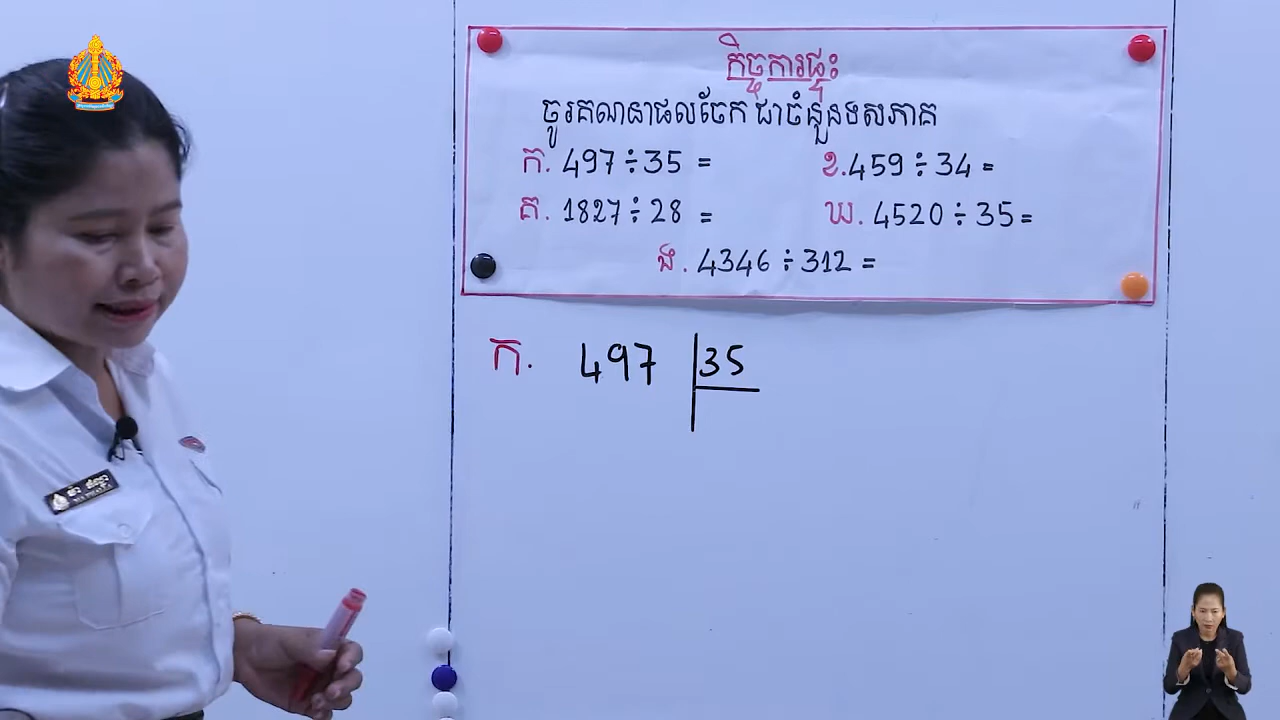 កិច្ចការផ្ទះ
ចូរគណនាផលចែក ជាចំនួនទសភាគ
ក. 497 ÷ 35 = ខ. 459 ÷ 34 =
គ. 1827 ÷ 28 = ឃ. 4520 ÷ 35 =
ង. 4346 ÷ 312 =
ក. 497 35